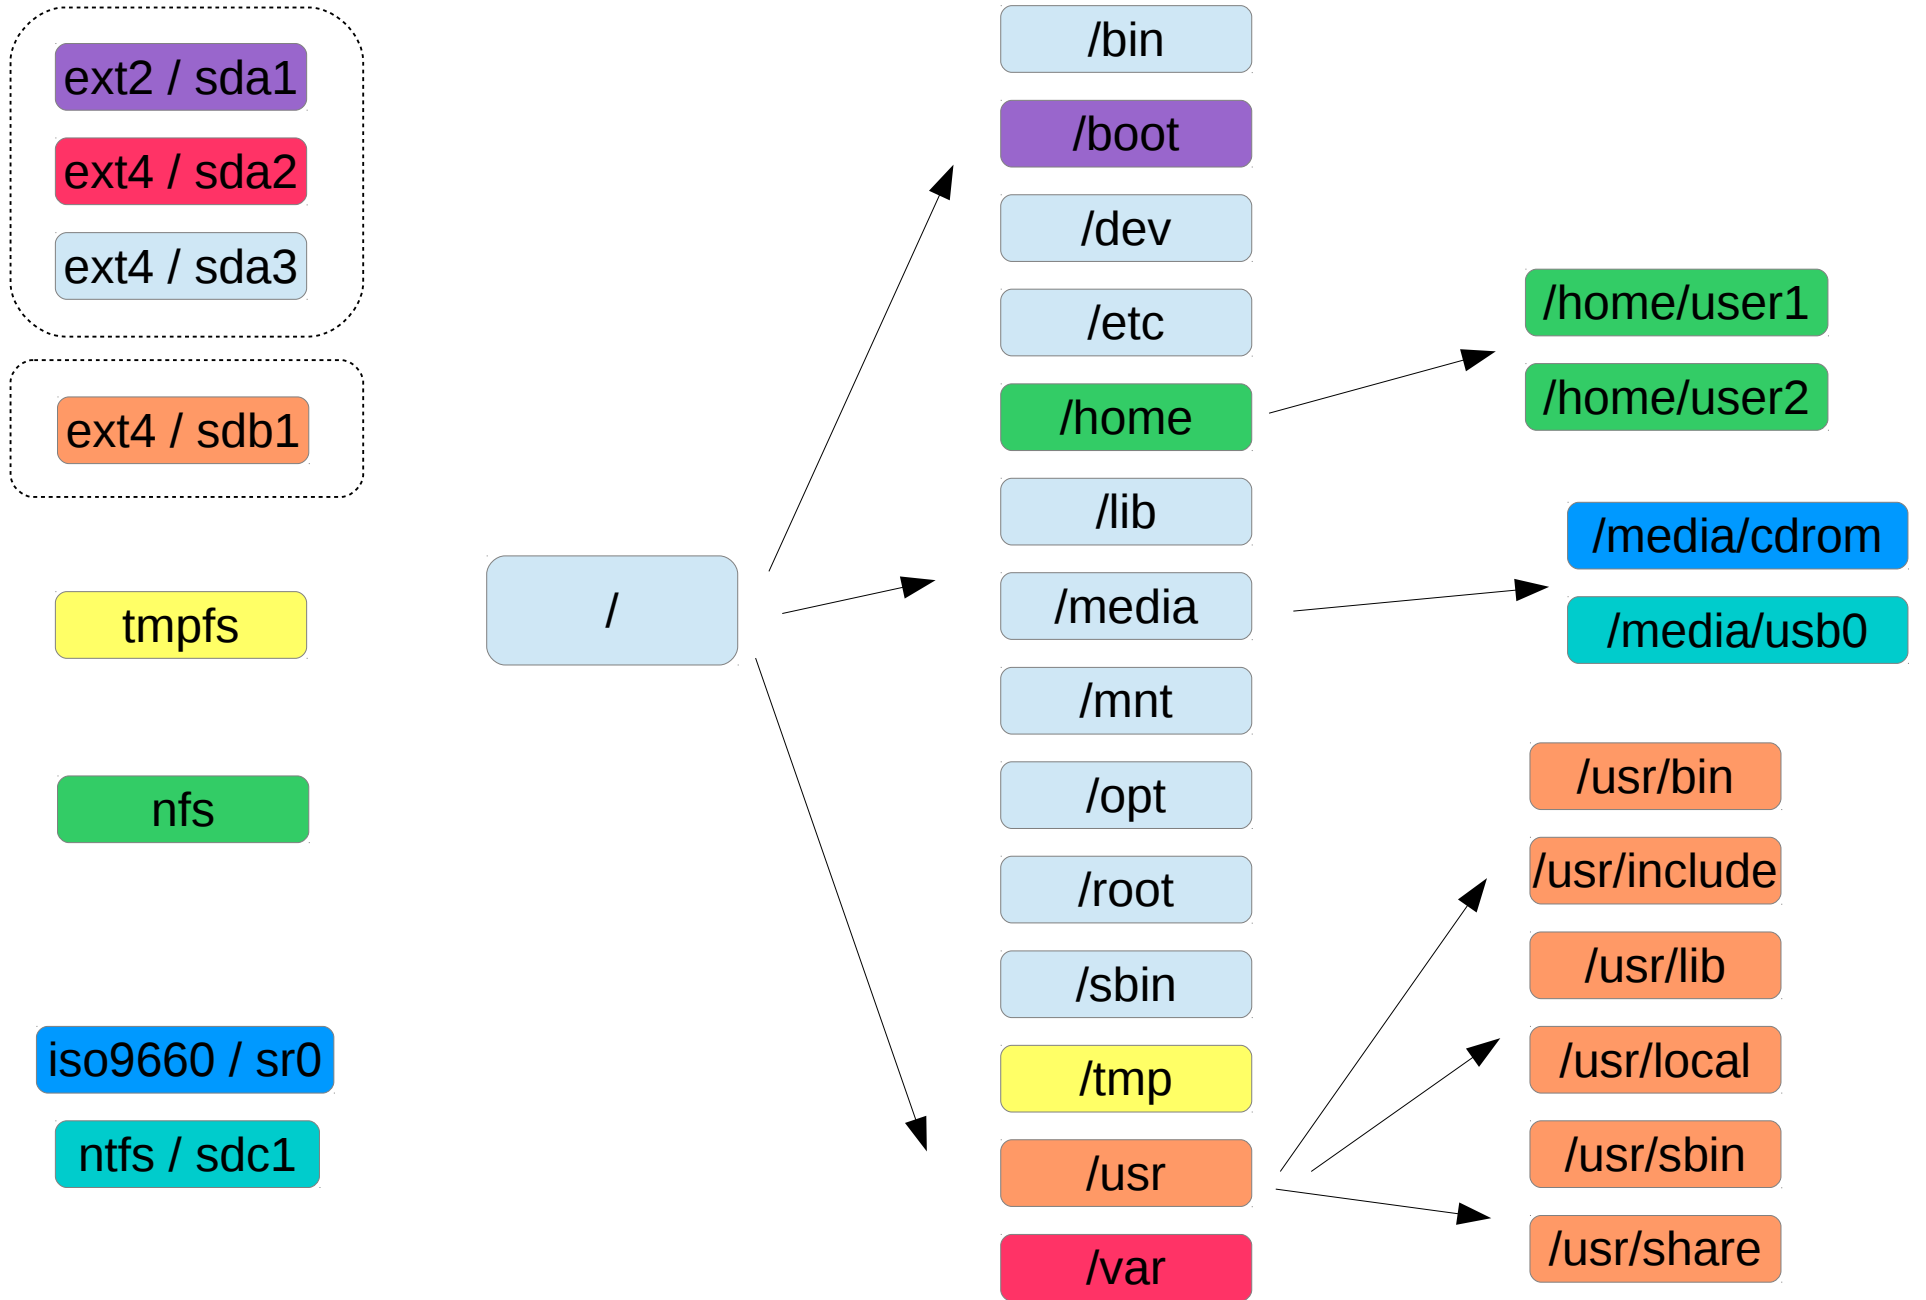 ext2 / sda1
ext4 / sda2
ext4 / sda3
ext4 / sdb1
tmpfs
nfs
iso9660 / sr0
ntfs / sdc1
/
/bin
/boot
/dev
/etc
/home
/lib
/media
/mnt
/opt
/root
/sbin
/tmp
/usr
/var
/home/user1
/home/user2
/media/cdrom
/media/usb0
/usr/bin
/usr/include
/usr/lib
/usr/local
/usr/sbin
/usr/share